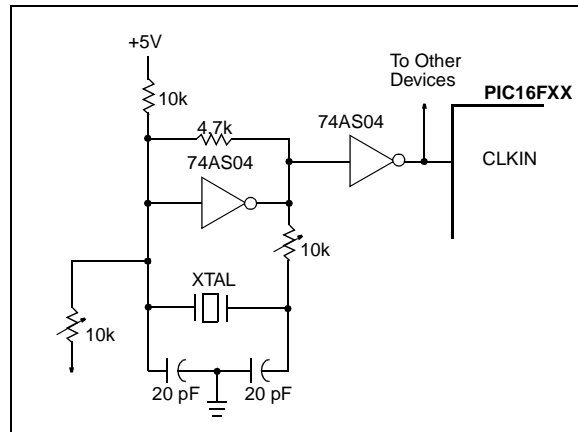 +5V
To Other
Devices
PIC16FXX
10k
4.7k
74AS04
74AS04
CLKIN
10k
XTAL
10k
20 pF
20 pF